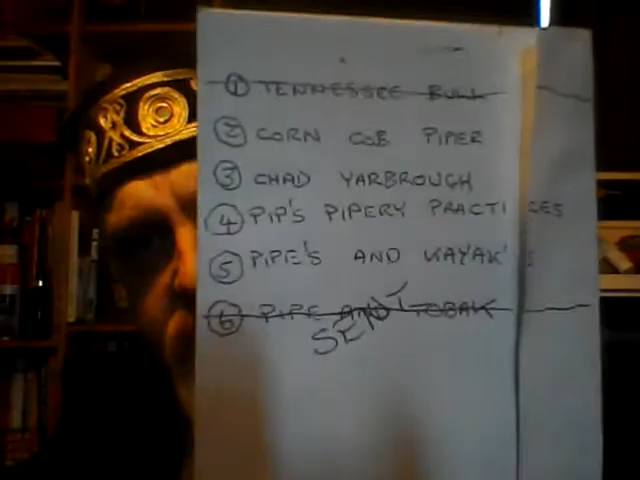 ① TENNESSEE BULK
② CORN COB PIPER
③ CHAD YARBROUGH
④ PIP'S PIPERY PRACTICES
⑤ PIPE'S AND KAYAK'S
⑥ PIPE AND TOBAK
SENT